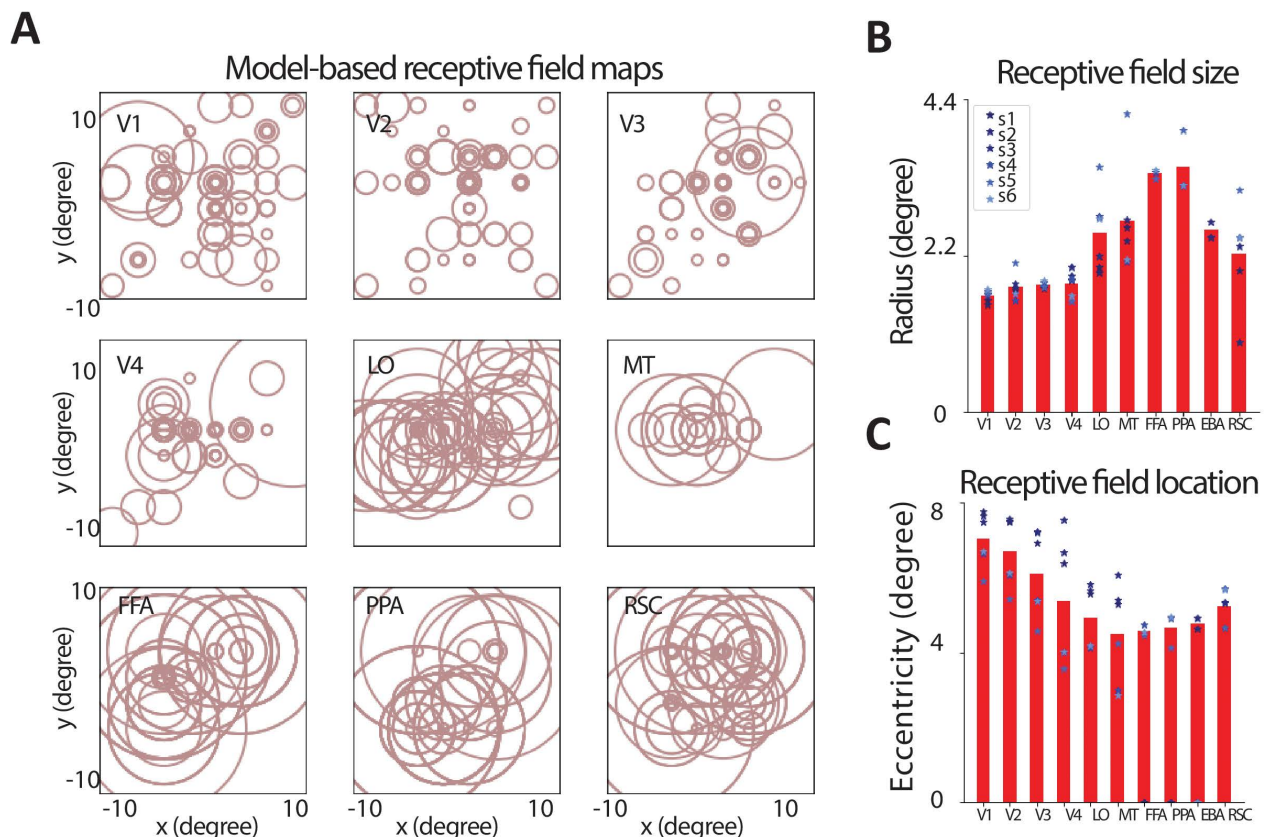 A
Model-based receptive field maps
V1
V2
V3
10
y (degree)
-10
V4
LO
MT
10
y (degree)
-10
FFA
PPA
RSC
10
y (degree)
-10
-10 10
-10 10
-10 10
x (degree)
x (degree)
x (degree)
B
Receptive field size
4.4
s1
s2
s3
s4
s5
s6
2.2
Radius (degree)
0
V1 V2 V3 V4 LO MT FFA PPA EBA RSC
C
Receptive field location
8
Eccentricity (degree)
4
0
V1 V2 V3 V4 LO MT FFA PPA EBA RSC